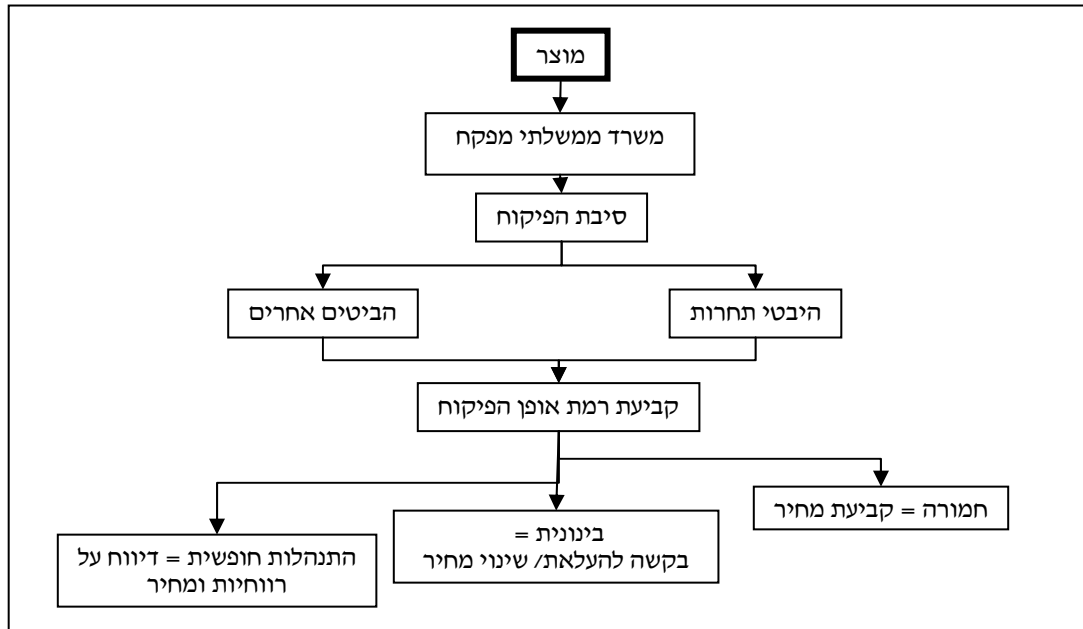 מוצר
משרד ממשלתי מפקח
סיבת הפיקוח
היבטי תחרות
הביטים אחרים
קביעת רמת אופן הפיקוח
חמורה = קביעת מחיר
בינונית =
בקשה להעלאת/ שינוי מחיר
התנהלות חופשית = דיווח על
רווחיות ומחיר